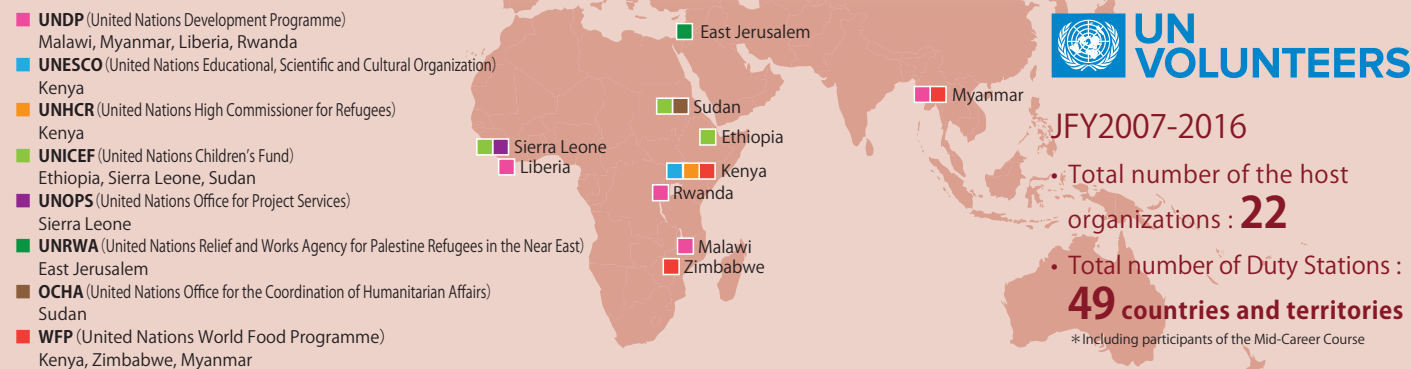 UNDP (United Nations Development Programme)
Malawi, Myanmar, Liberia, Rwanda
UNESCO (United Nations Educational, Scientific and Cultural Organization)
Kenya
UNHCR (United Nations High Commissioner for Refugees)
Kenya
UNICEF (United Nations Children's Fund)
Ethiopia, Sierra Leone, Sudan
UNOPS (United Nations Office for Project Services)
Sierra Leone
UNRWA (United Nations Relief and Works Agency for Palestine Refugees in the Near East)
East Jerusalem
OCHA (United Nations Office for the Coordination of Humanitarian Affairs)
Sudan
WFP (United Nations World Food Programme)
Kenya, Zimbabwe, Myanmar
East Jerusalem
Sudan
Ethiopia
Sierra Leone
Liberia
Kenya
Rwanda
Malawi
Zimbabwe
Myanmar
UN
VOLUNTEERS
JFY2007-2016
• Total number of the host
organizations : 22
• Total number of Duty Stations :
49 countries and territories
＊Including participants of the Mid-Career Course